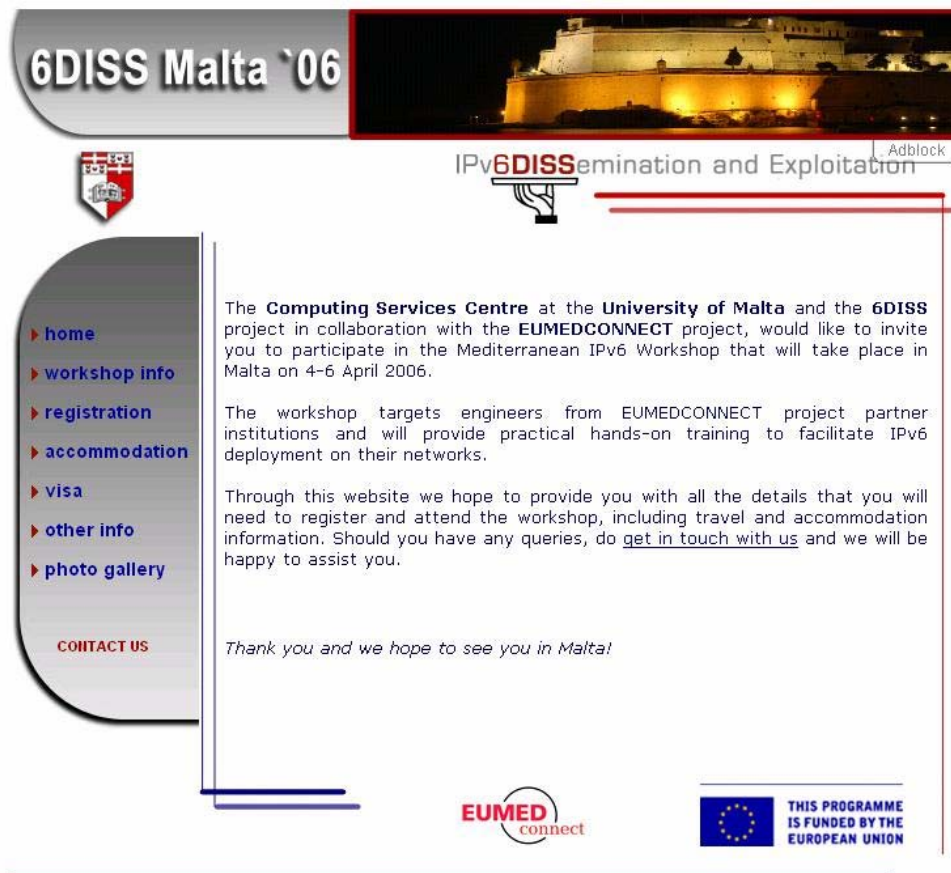 6DISS Malta `06
Adblock
IPv6DISSemination and Exploitation
home
workshop info
registration
accommodation
visa
other info
photo gallery
CONTACT US
The Computing Services Centre at the University of Malta and the 6DISS
project in collaboration with the EUMEDCONNECT project, would like to invite
you to participate in the Mediterranean IPv6 Workshop that will take place in
Malta on 4-6 April 2006.
The workshop targets engineers from EUMEDCONNECT project partner
institutions and will provide practical hands-on training to facilitate IPv6
deployment on their networks.
Through this website we hope to provide you with all the details that you will
need to register and attend the workshop, including travel and accommodation
information. Should you have any queries, do get in touch with us and we will be
happy to assist you.
Thank you and we hope to see you in Malta!
EUMED
connect
THIS PROGRAMME
IS FUNDED BY THE
EUROPEAN UNION